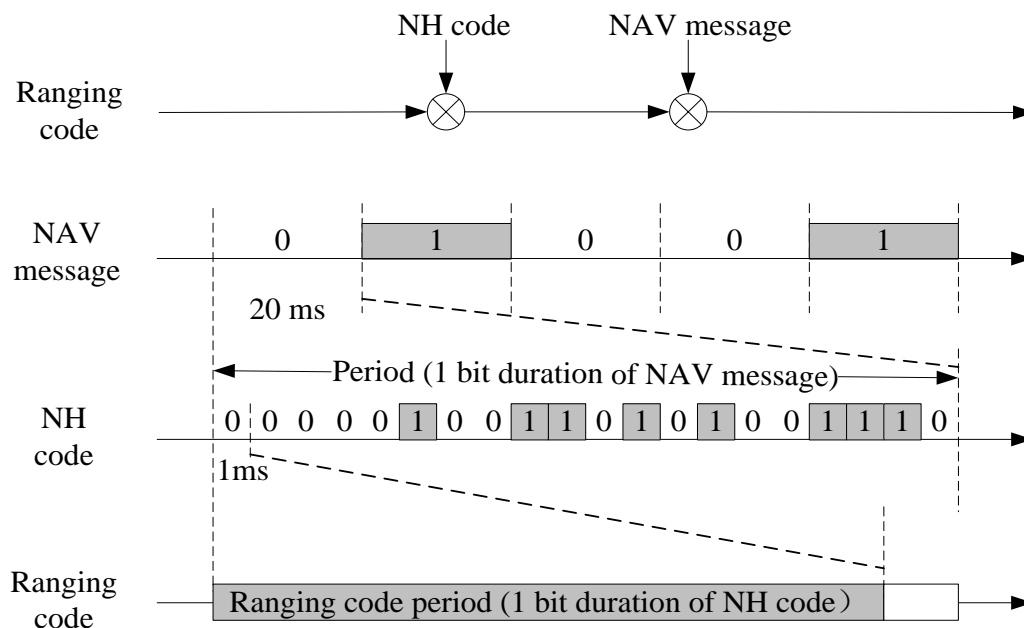 NH code NAV message
Ranging
code
NAV
message
0 1 0 0 1
20 ms
Period (1 bit duration of NAV message)
NH
code
0 0 0 0 0 1 0 0 1 1 0 1 0 1 0 0 1 1 1 0
1ms
Ranging
code
Ranging code period (1 bit duration of NH code）